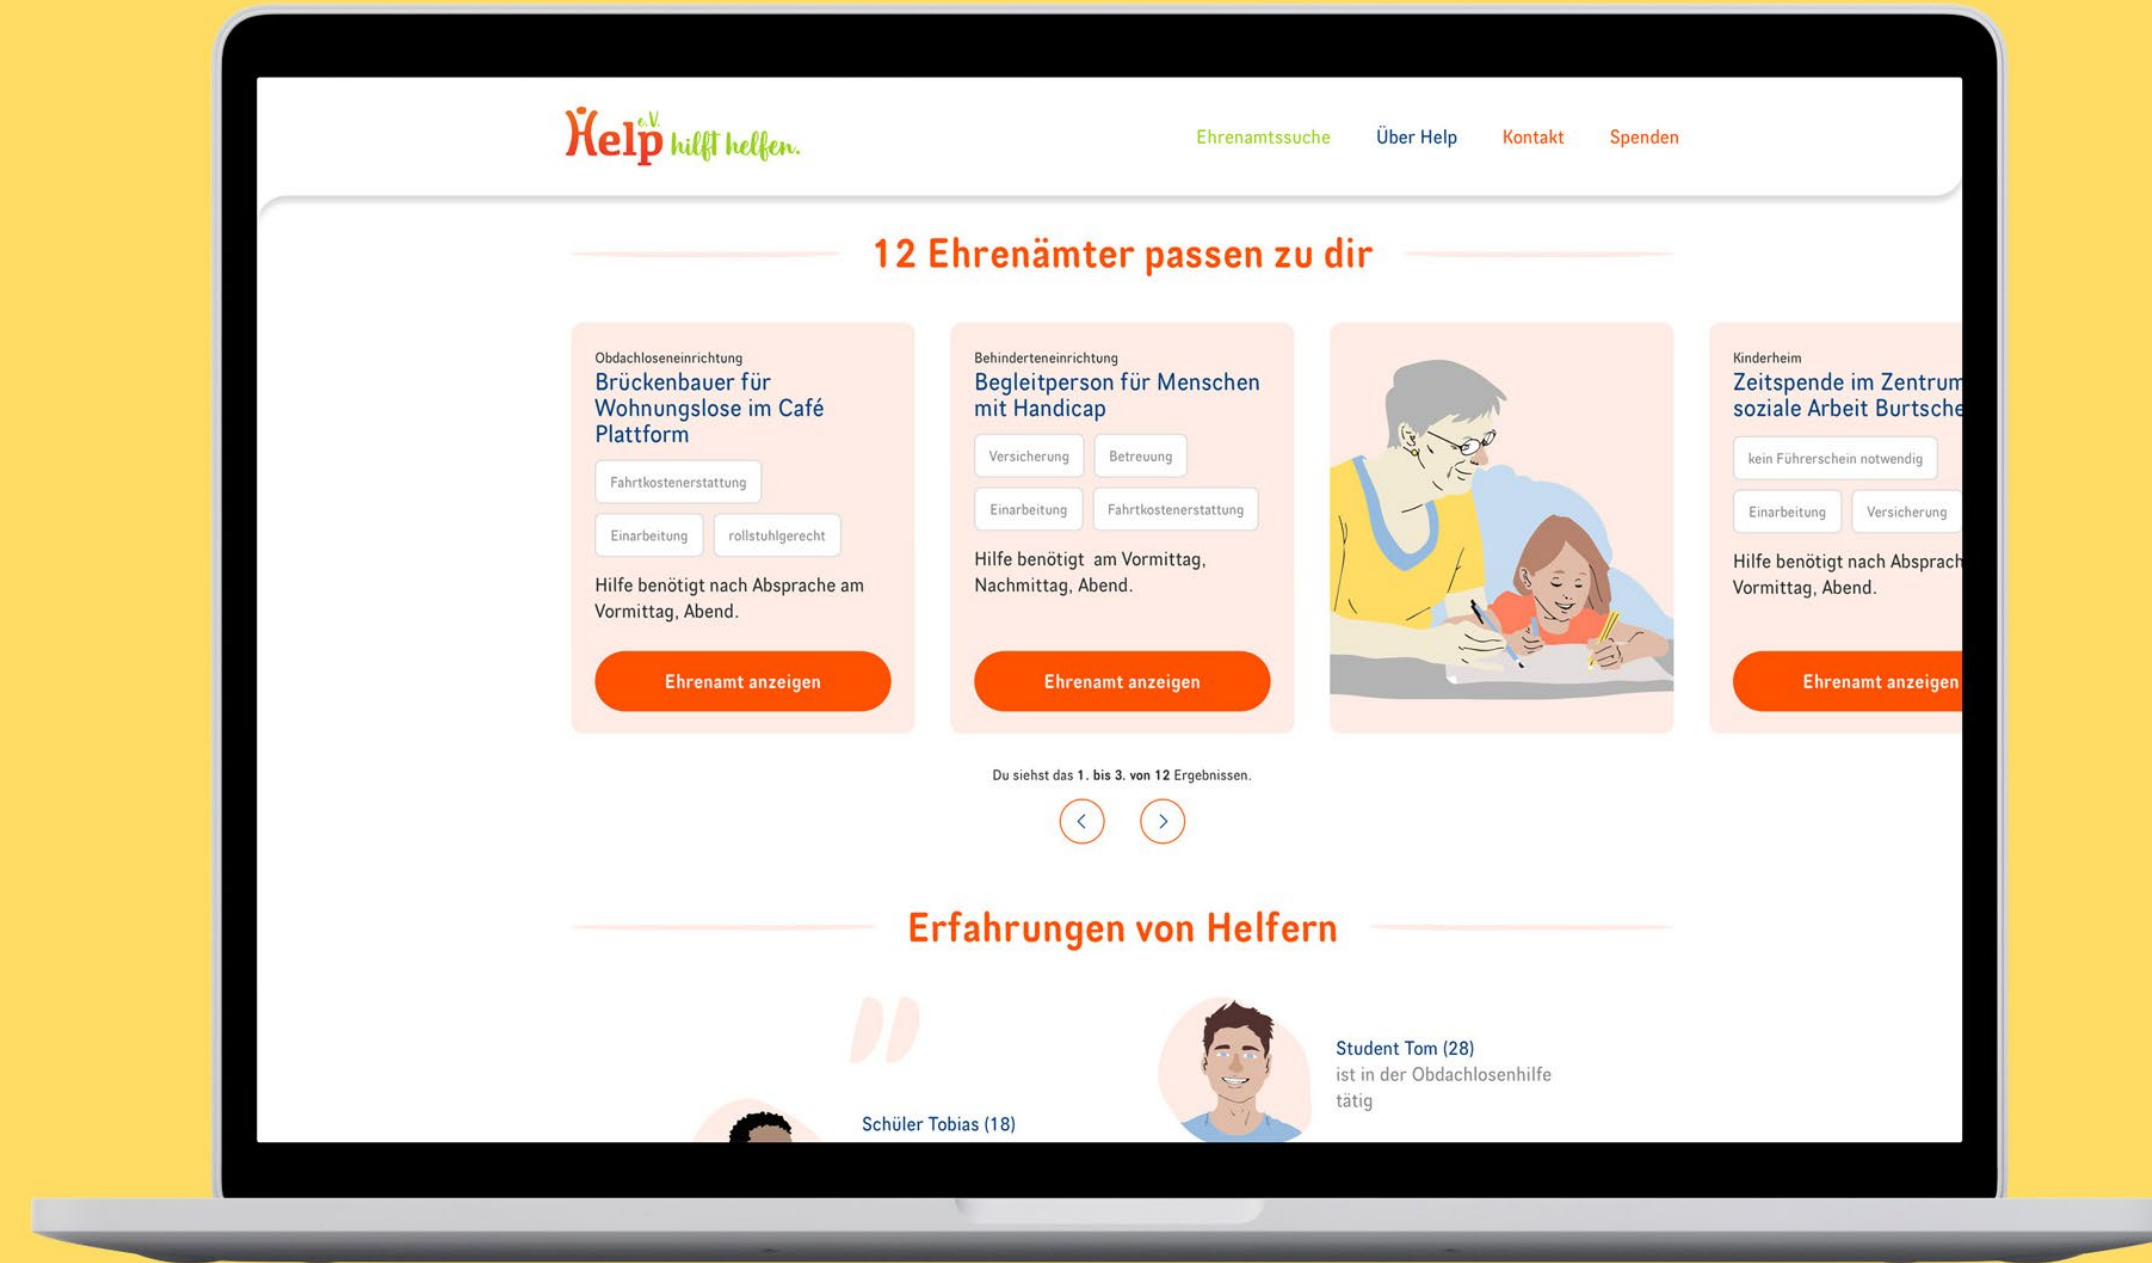 Help e.V. hilft helfen.
Ehrenamtssuche Über Help Kontakt Spenden
12 Ehrenämter passen zu dir
Obdachloseneinrichtung
Brückenbauer für
Wohnungslose im Café
Plattform
Fahrtkostenerstattung
Einarbeitung rollstuhlgerecht
Hilfe benötigt nach Absprache am
Vormittag, Abend.
Ehrenamt anzeigen
Behinderteneinrichtung
Begleitperson für Menschen
mit Handicap
Versicherung Betreuung
Einarbeitung Fahrtkostenerstattung
Hilfe benötigt am Vormittag,
Nachmittag, Abend.
Ehrenamt anzeigen
Kinderheim
Zeitspende im Zentrum
soziale Arbeit Burtsche
kein Führerschein notwendig
Einarbeitung Versicherung
Hilfe benötigt nach Absprach
Vormittag, Abend.
Ehrenamt anzeigen
Du siehst das 1. bis 3. von 12 Ergebnissen.
Erfahrungen von Helfern
Schüler Tobias (18)
Student Tom (28)
ist in der Obdachlosenhilfe
tätig